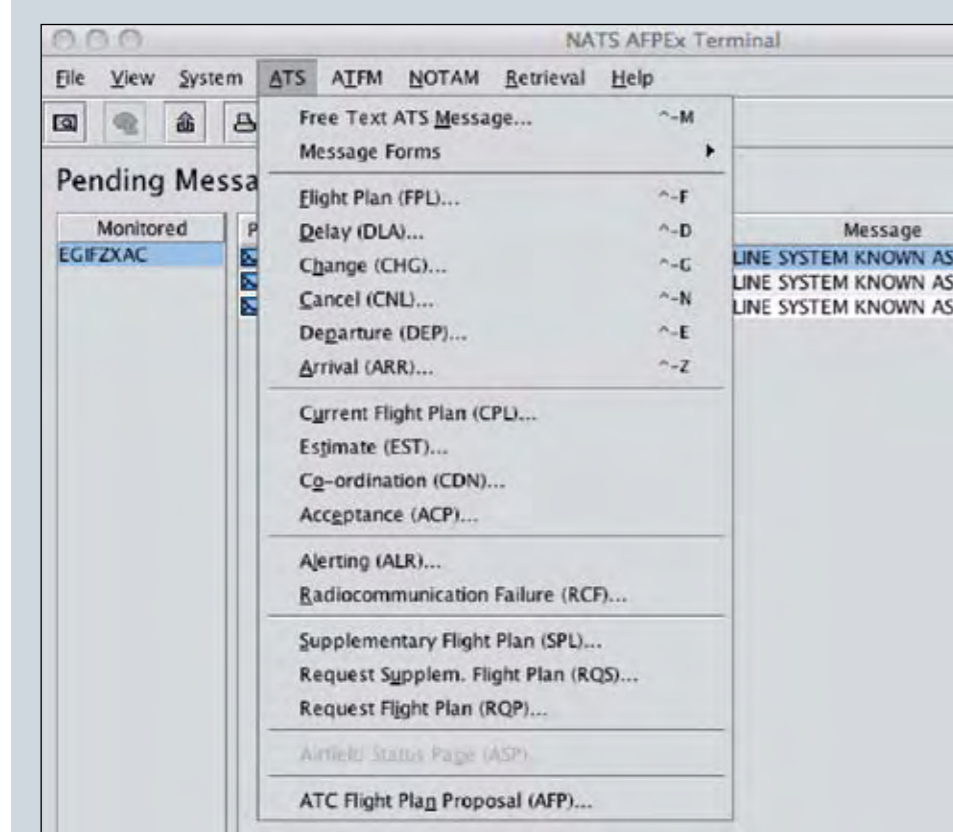 NATS AFPEx Terminal
File View System ATS ATFM NOTAM Retrieval Help
Free Text ATS Message... ^-M
Message Forms
Pending Messa
Flight Plan (FPL)... ^-F
Monitored P Message
Delay (DLA)... ^-D
EGIFZXAC LINE SYSTEM KNOWN AS
Change (CHG)... ^-G
LINE SYSTEM KNOWN AS
Cancel (CNL)... ^-N
LINE SYSTEM KNOWN AS
Departure (DEP)... ^-E
Arrival (ARR)... ^-Z
Current Flight Plan (CPL)...
Estimate (EST)...
Co-ordination (CDN)...
Acceptance (ACP)...
Alerting (ALR)...
Radiocommunication Failure (RCF)...
Supplementary Flight Plan (SPL)...
Request Supplem. Flight Plan (RQS)...
Request Flight Plan (RQP)...
Airfield Status Page (ASP)
ATC Flight Plan Proposal (AFP)...